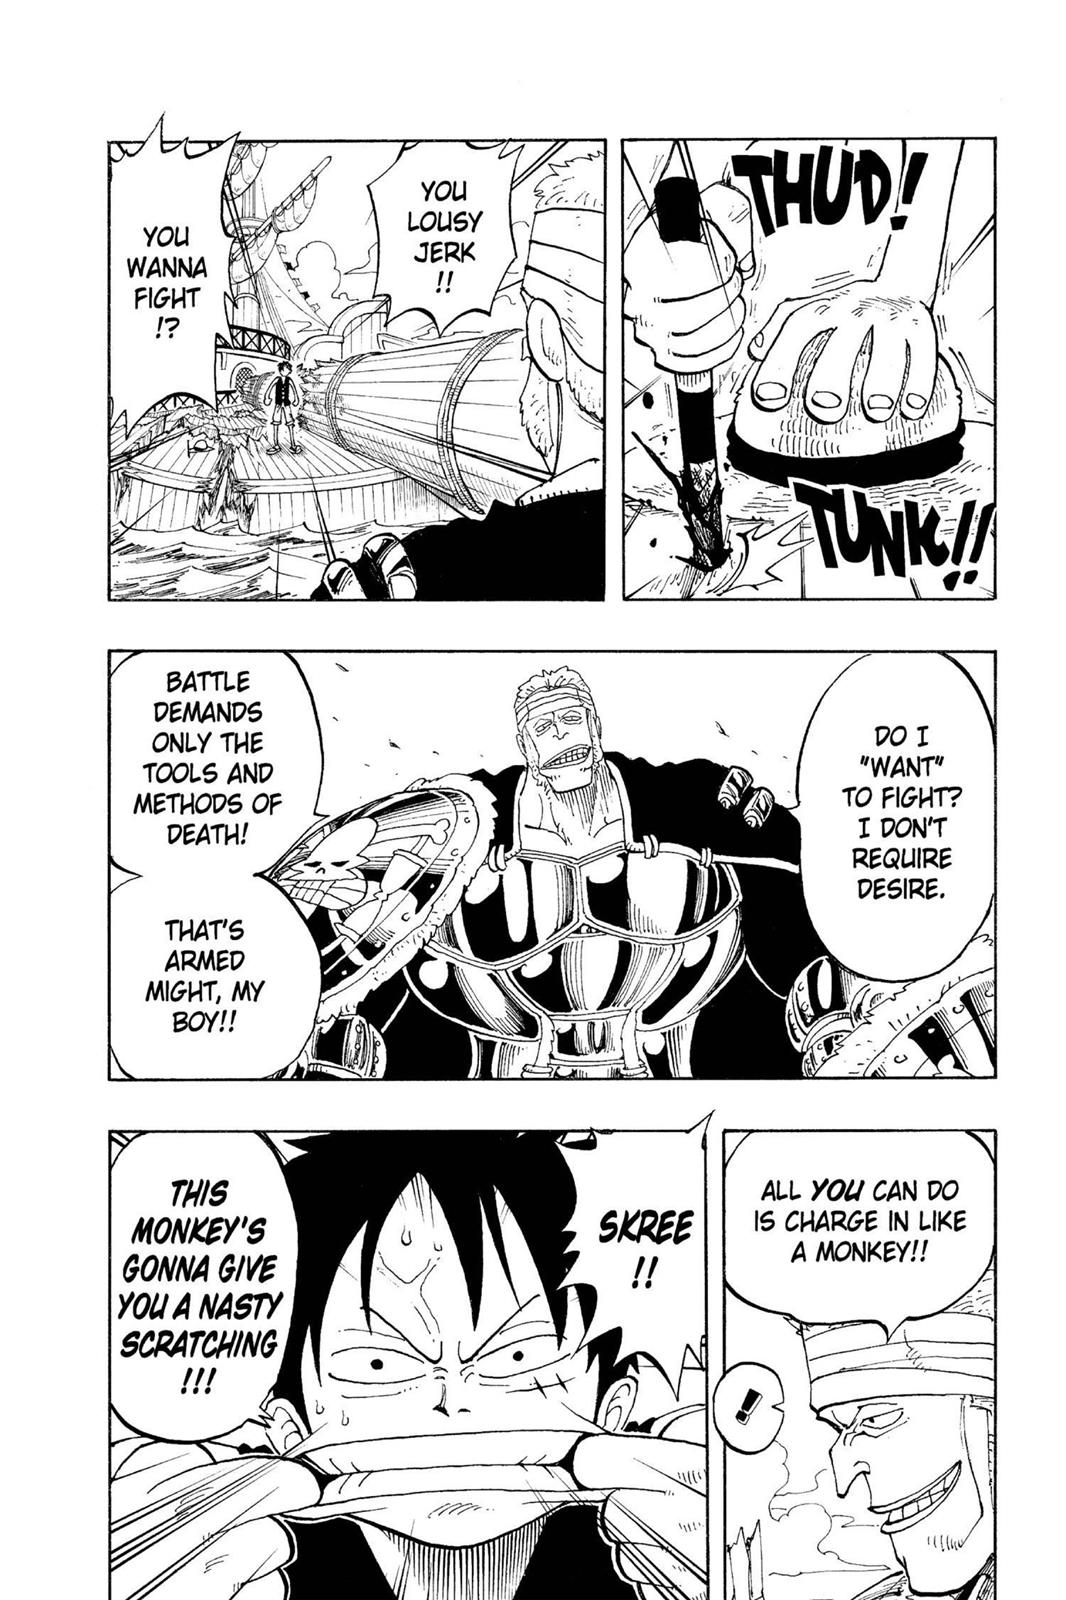 THUD!
TUNK!!
YOU
LOUSY
JERK
!!
YOU
WANNA
FIGHT
!?
DO I
"WANT"
TO FIGHT?
I DON'T
REQUIRE
DESIRE.
BATTLE
DEMANDS
ONLY THE
TOOLS AND
METHODS OF
DEATH!
THAT'S
ARMED
MIGHT, MY
BOY!!
ALL YOU CAN DO
IS CHARGE IN LIKE
A MONKEY!!
!
SKREE
!!
THIS
MONKEY'S
GONNA GIVE
YOU A NASTY
SCRATCHING
!!!